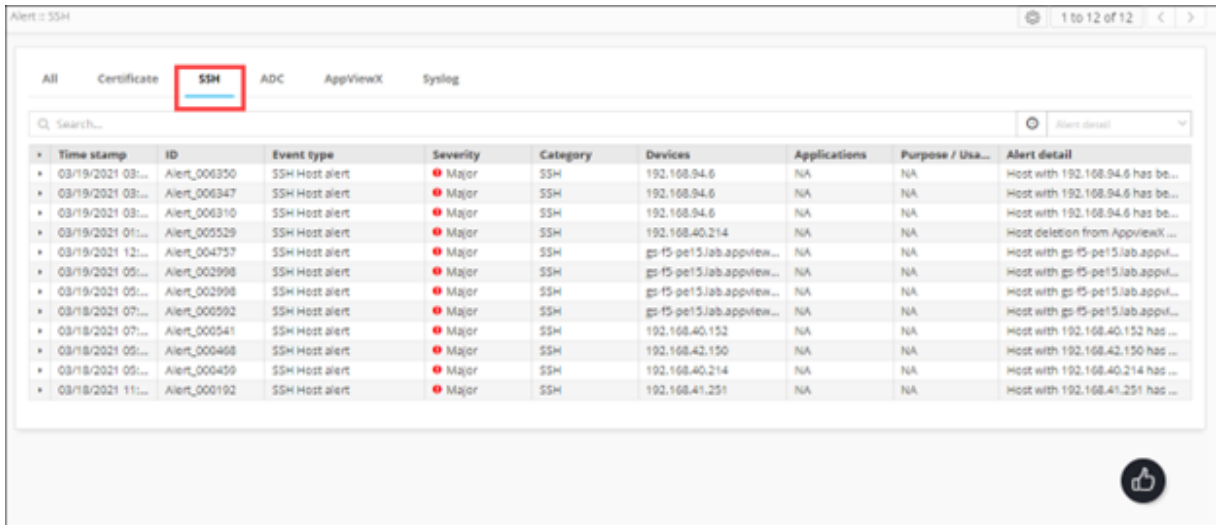 Alert :: SSH 1 to 12 of 12
All Certificate SSH ADC AppViewX Syslog
Search... Alert detail
Time stamp ID Event type Severity Category Devices Applications Purpose / Usa... Alert detail
03/19/2021 03:... Alert_006350 SSH Host alert Major SSH 192.168.94.6 NA NA Host with 192.168.94.6 has be...
03/19/2021 03:... Alert_006347 SSH Host alert Major SSH 192.168.94.6 NA NA Host with 192.168.94.6 has be...
03/19/2021 03:... Alert_006310 SSH Host alert Major SSH 192.168.94.6 NA NA Host with 192.168.94.6 has be...
03/19/2021 01:... Alert_005529 SSH Host alert Major SSH 192.168.40.214 NA NA Host deletion from AppviewX ...
03/19/2021 12:... Alert_004757 SSH Host alert Major SSH gs-f5-pe15.lab.appview... NA NA Host with gs-f5-pe15.lab.appvi...
03/19/2021 05:... Alert_002998 SSH Host alert Major SSH gs-f5-pe15.lab.appview... NA NA Host with gs-f5-pe15.lab.appvi...
03/19/2021 05:... Alert_002998 SSH Host alert Major SSH gs-f5-pe15.lab.appview... NA NA Host with gs-f5-pe15.lab.appvi...
03/18/2021 07:... Alert_000592 SSH Host alert Major SSH gs-f5-pe15.lab.appview... NA NA Host with gs-f5-pe15.lab.appvi...
03/18/2021 07:... Alert_000541 SSH Host alert Major SSH 192.168.40.152 NA NA Host with 192.168.40.152 has ...
03/18/2021 05:... Alert_000468 SSH Host alert Major SSH 192.168.42.150 NA NA Host with 192.168.42.150 has ...
03/18/2021 05:... Alert_000459 SSH Host alert Major SSH 192.168.40.214 NA NA Host with 192.168.40.214 has ...
03/18/2021 11:... Alert_000192 SSH Host alert Major SSH 192.168.41.251 NA NA Host with 192.168.41.251 has ...